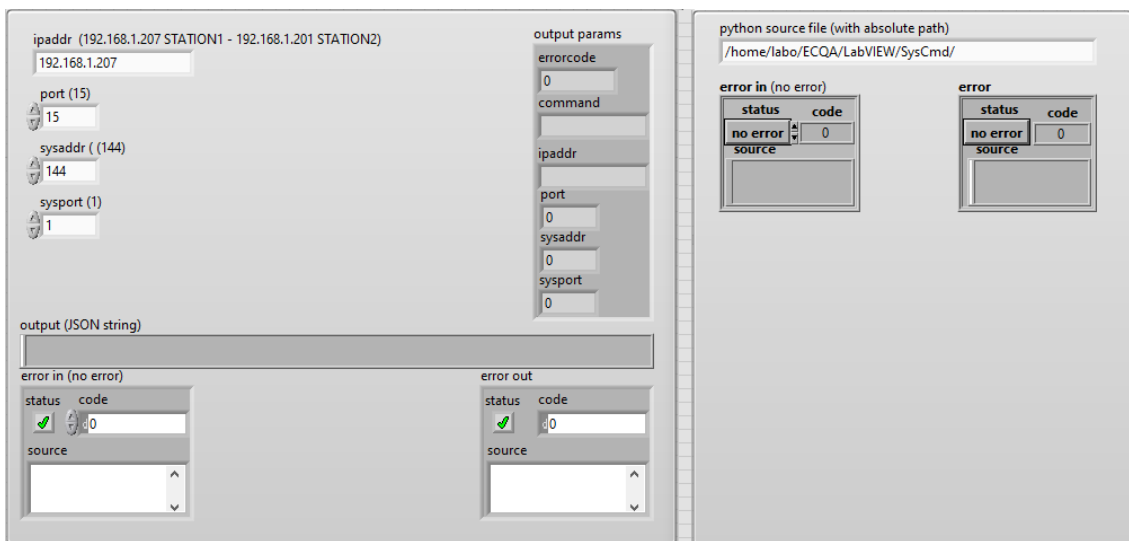 ipaddr (192.168.1.207 STATION1 - 192.168.1.201 STATION2)
192.168.1.207
port (15)
15
sysaddr ( (144)
144
sysport (1)
1
output params
errorcode
0
command
ipaddr
port
0
sysaddr
0
sysport
0
output (JSON string)
error in (no error)
status code
d0
source
error out
status code
d0
source
python source file (with absolute path)
/home/labo/ECQA/LabVIEW/SysCmd/
error in (no error)
status code
no error 0
source
error
status code
no error 0
source